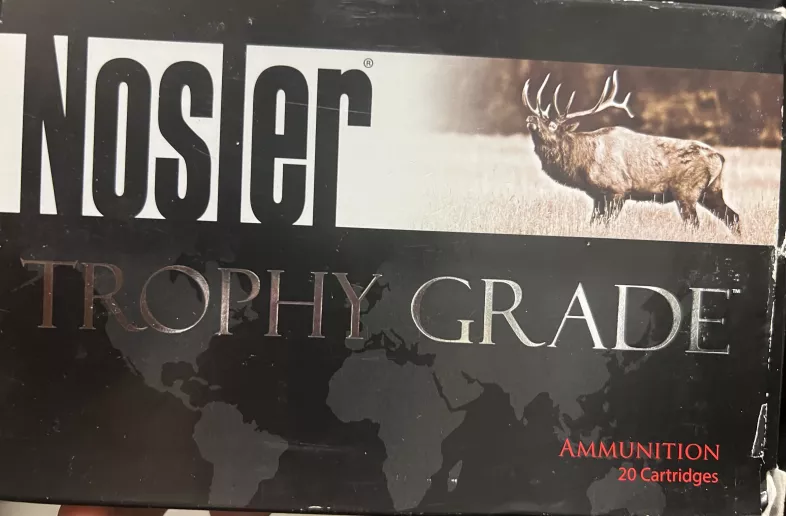 Nosler®
TROPHY GRADE™
AMMUNITION
20 Cartridges